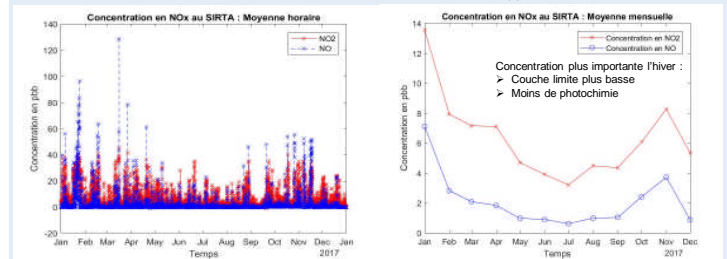 Concentration en NOx au SIRTA : Moyenne horaire
NO2
NO
Concentration en pbb
140
120
100
80
60
40
20
0
-20
Jan Feb Mar Apr May Jun Jul Aug Sep Oct Nov Dec Jan
Temps
2017
Concentration en NOx au SIRTA : Moyenne mensuelle
Concentration en NO2
Concentration en NO
Concentration plus importante l'hiver :
➢ Couche limite plus basse
➢ Moins de photochimie
Concentration en pbb
14
12
10
8
6
4
2
0
Jan Feb Mar Apr May Jun Jul Aug Sep Oct Nov Dec
Temps
2017